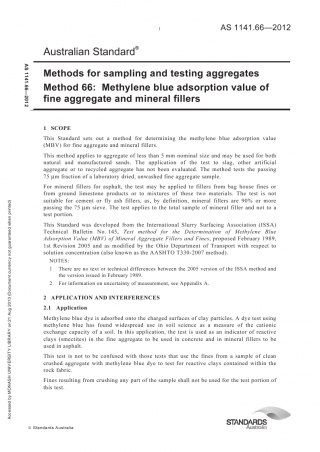 1
AS 1141.66—2012
Australian Standard®
Methods for sampling and testing aggregates
Method 66: Methylene blue adsorption value of
fine aggregate and mineral fillers
AS 1141.66—2012
1 SCOPE
This Standard sets out a method for determining the methylene blue adsorption value
(MBV) for fine aggregate and mineral fillers.
This method applies to aggregate of less than 5 mm nominal size and may be used for both
natural and manufactured sands. The application of the test to slag, other artificial
aggregate or to recycled aggregate has not been evaluated. The method tests the passing
75 µm fraction of a laboratory dried, unwashed fine aggregate sample.
For mineral fillers for asphalt, the test may be applied to fillers from bag house fines or
from ground limestone products or to mixtures of these two materials. The test is not
suitable for cement or fly ash fillers, as, by definition, mineral fillers are 90% or more
passing the 75 µm sieve. The test applies to the total sample of mineral filler and not to a
test portion.
This Standard was developed from the International Slurry Surfacing Association (ISSA)
Technical Bulletin No. 145, Test method for the Determination of Methylene Blue
Adsorption Value (MBV) of Mineral Aggregate Fillers and Fines, proposed February 1989,
1st Revision 2005 and as modified by the Ohio Department of Transport with respect to
solution concentration (also known as the AASHTO T330-2007 method).
NOTES:
1 There are no text or technical differences between the 2005 version of the ISSA method and
the version issued in February 1989.
2 For information on uncertainty of measurement, see Appendix A.
2 APPLICATION AND INTERFERENCES
2.1 Application
Methylene blue dye is adsorbed onto the charged surfaces of clay particles. A dye test using
methylene blue has found widespread use in soil science as a measure of the cationic
exchange capacity of a soil. In this application, the test is used as an indicator of reactive
clays (smectites) in the fine aggregate to be used in concrete and in mineral fillers to be
used in asphalt.
This test is not to be confused with those tests that use the fines from a sample of clean
crushed aggregate with methylene blue dye to test for reactive clays contained within the
rock fabric.
Fines resulting from crushing any part of the sample shall not be used for the test portion of
this test.
Accessed by MONASH UNIVERSITY LIBRARY on 01 Aug 2013 (Document currency not guaranteed when printed)
© Standards Australia
STANDARDS
Australia